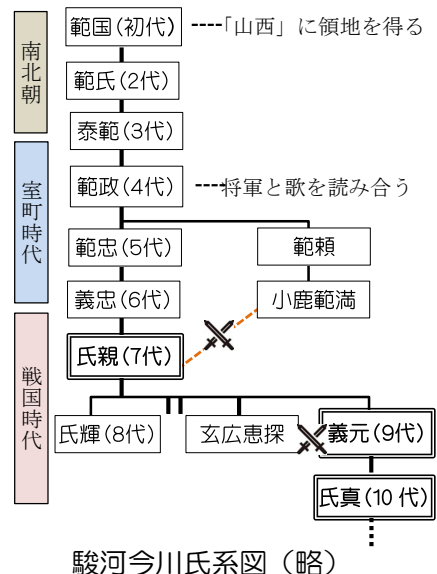 南北朝
範国(初代)
「山西」に領地を得る
範氏(2代)
泰範(3代)
室町時代
範政(4代)
将軍と歌を読み合う
範忠(5代)
範頼
義忠(6代)
小鹿範満
戦国時代
氏親(7代)
氏輝(8代)
玄広恵探
義元(9代)
氏真(10代)
駿河今川氏系図（略）